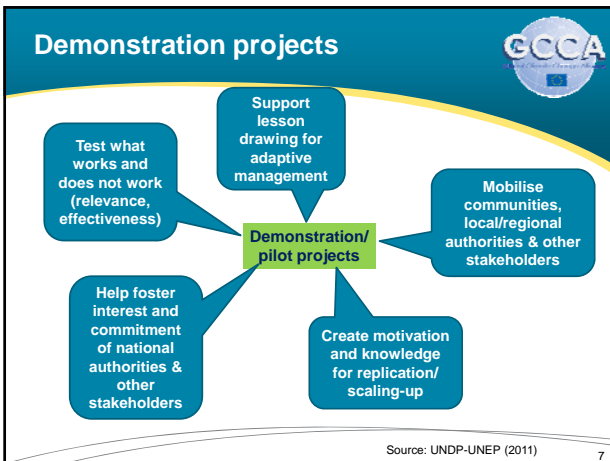 Demonstration projects
GCCA
Support
lesson
drawing for
adaptive
management
Test what
works and
does not work
(relevance,
effectiveness)
Mobilise
communities,
local/regional
authorities & other
stakeholders
Demonstration/
pilot projects
Help foster
interest and
commitment
of national
authorities &
other
stakeholders
Create motivation
and knowledge
for replication/
scaling-up
Source: UNDP-UNEP (2011)
7